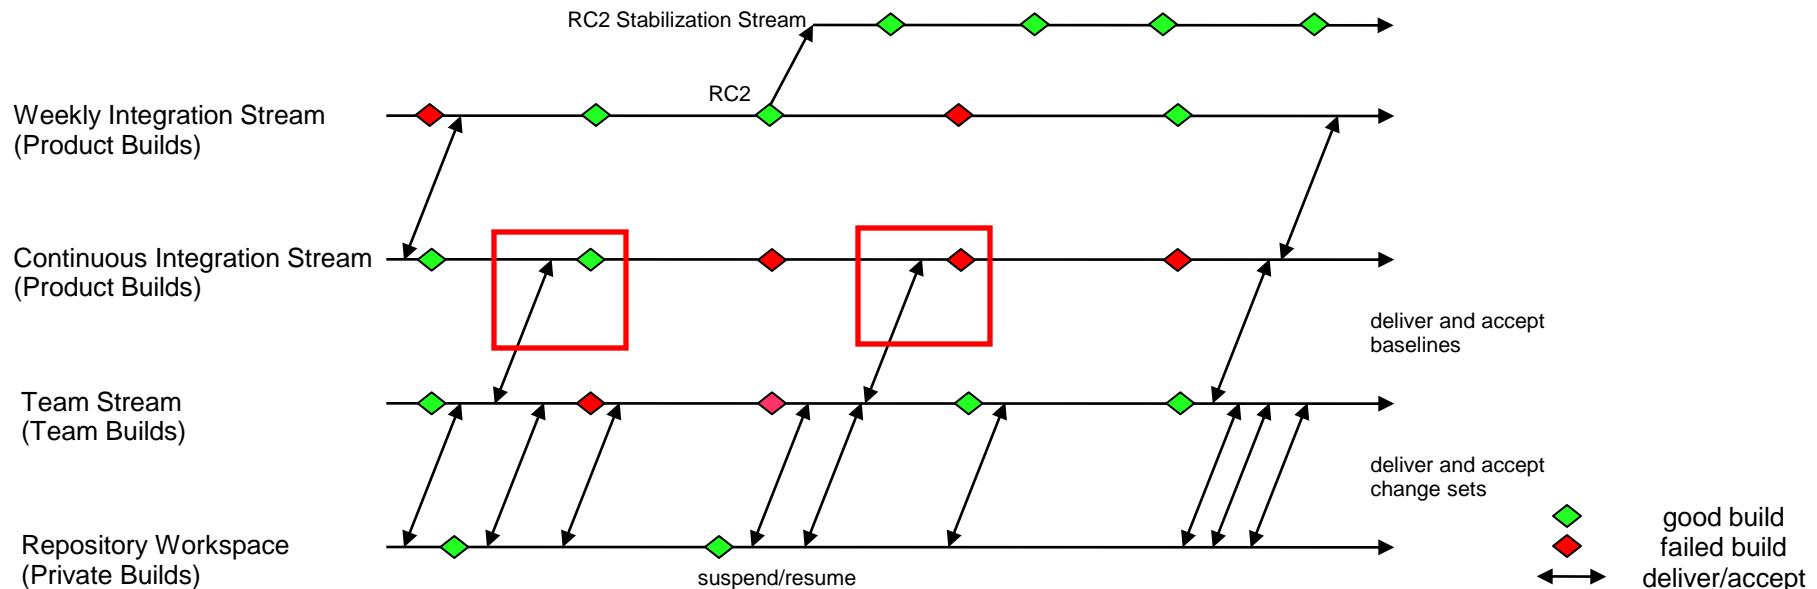 RC2 Stabilization Stream
RC2
Weekly Integration Stream
(Product Builds)
Continuous Integration Stream
(Product Builds)
deliver and accept
baselines
Team Stream
(Team Builds)
deliver and accept
change sets
Repository Workspace
(Private Builds)
suspend/resume
good build
failed build
deliver/accept